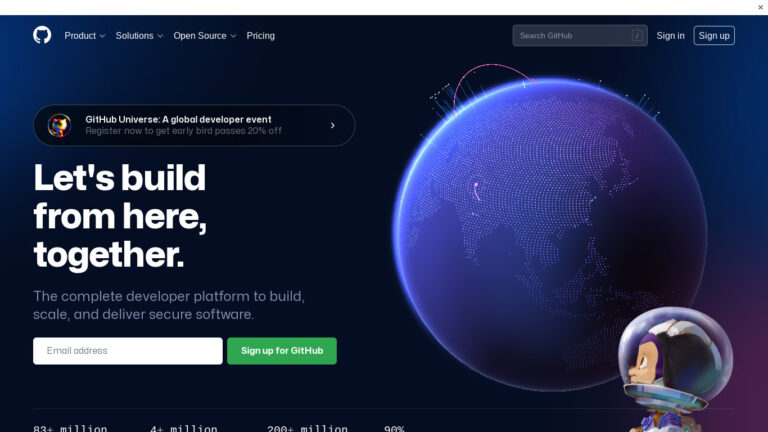 Product
Solutions
Open Source
Pricing
Search GitHub
/
Sign in
Sign up
GitHub Universe: A global developer event
Register now to get early bird passes 20% off
Let's build
from here,
together.
The complete developer platform to build,
scale, and deliver secure software.
Email address
Sign up for GitHub
83+ million
4+ million
200+ million
90%